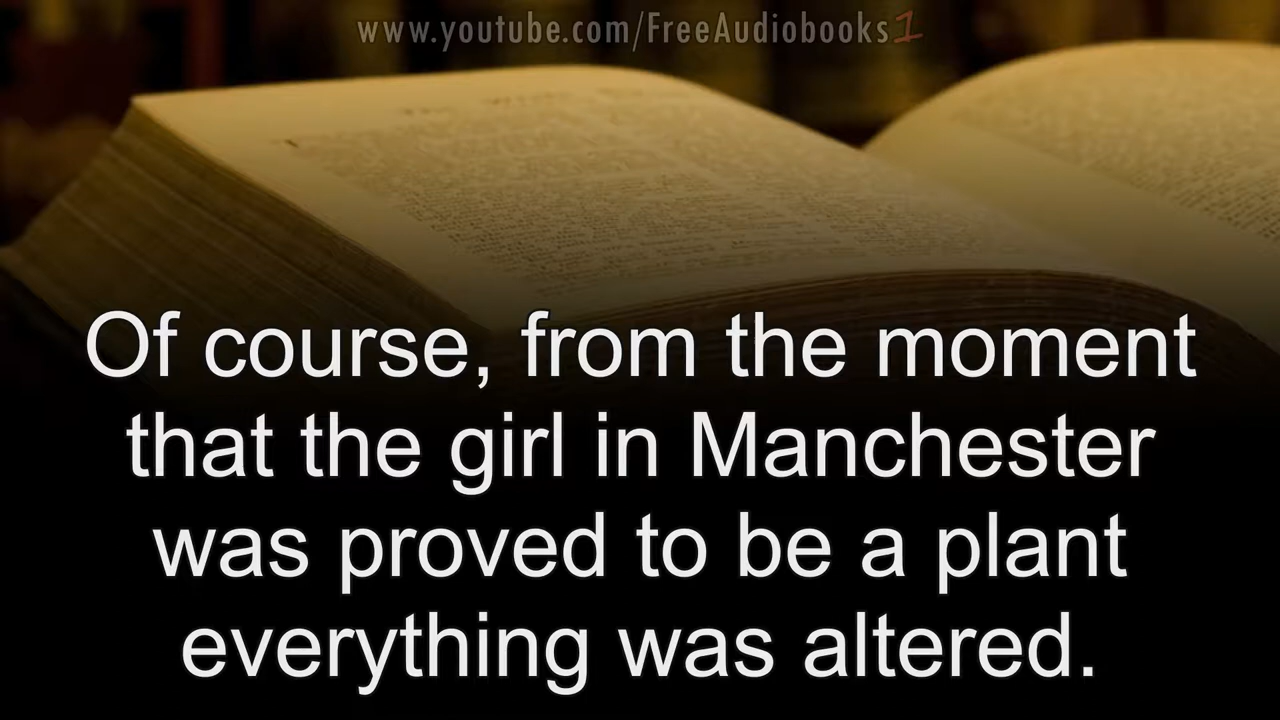 www.youtube.com/FreeAudiobooks1
Of course, from the moment
that the girl in Manchester
was proved to be a plant
everything was altered.